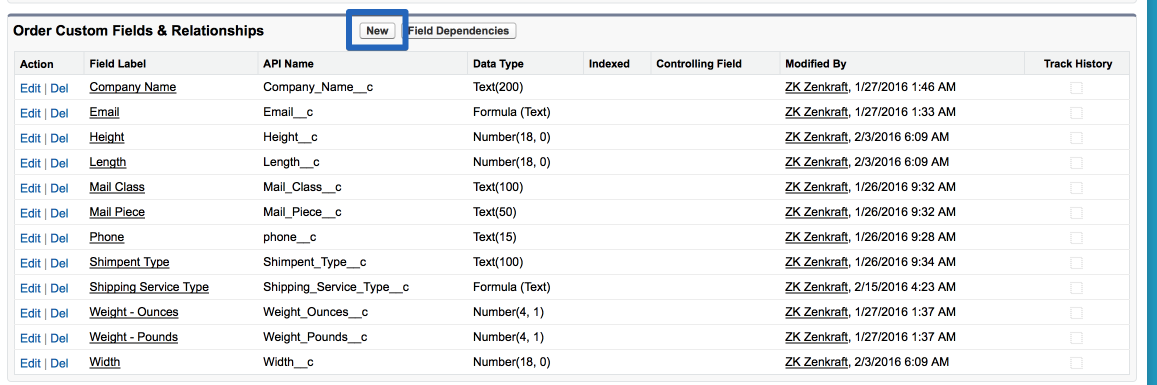 Order Custom Fields & Relationships New Field Dependencies
Action Field Label API Name Data Type Indexed Controlling Field Modified By Track History
Edit | Del Company Name Company_Name__c Text(200) ZK Zenkraft, 1/27/2016 1:46 AM
Edit | Del Email Email__c Formula (Text) ZK Zenkraft, 1/27/2016 1:33 AM
Edit | Del Height Height__c Number(18, 0) ZK Zenkraft, 2/3/2016 6:09 AM
Edit | Del Length Length__c Number(18, 0) ZK Zenkraft, 2/3/2016 6:09 AM
Edit | Del Mail Class Mail_Class__c Text(100) ZK Zenkraft, 1/26/2016 9:32 AM
Edit | Del Mail Piece Mail_Piece__c Text(50) ZK Zenkraft, 1/26/2016 9:32 AM
Edit | Del Phone phone__c Text(15) ZK Zenkraft, 1/26/2016 9:28 AM
Edit | Del Shimpent Type Shimpent_Type__c Text(100) ZK Zenkraft, 1/26/2016 9:34 AM
Edit | Del Shipping Service Type Shipping_Service_Type__c Formula (Text) ZK Zenkraft, 2/15/2016 4:23 AM
Edit | Del Weight - Ounces Weight_Ounces__c Number(4, 1) ZK Zenkraft, 1/27/2016 1:37 AM
Edit | Del Weight - Pounds Weight_Pounds__c Number(4, 1) ZK Zenkraft, 1/27/2016 1:37 AM
Edit | Del Width Width__c Number(18, 0) ZK Zenkraft, 2/3/2016 6:09 AM